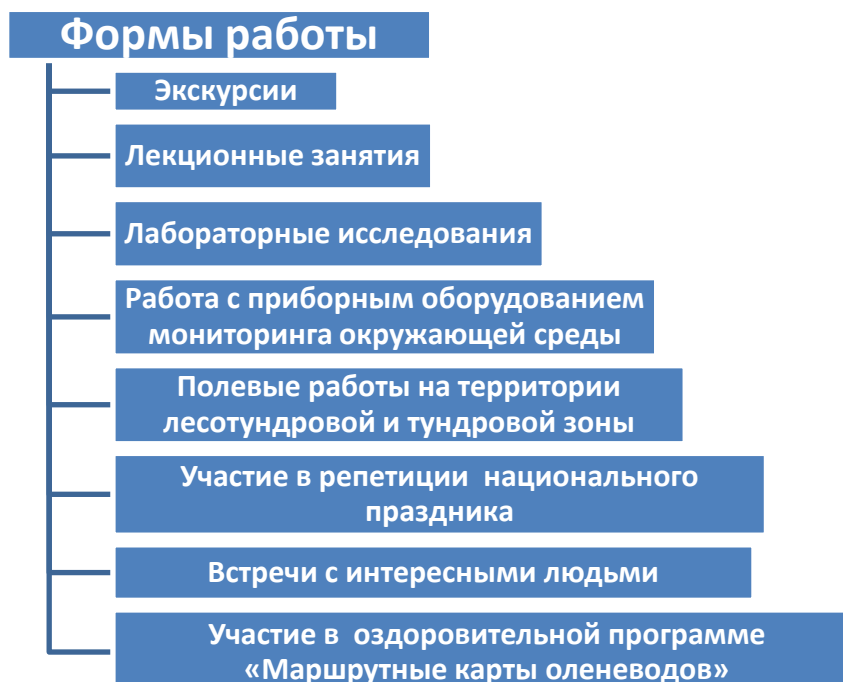 Формы работы
Экскурсии
Лекционные занятия
Лабораторные исследования
Работа с приборным оборудованием
мониторинга окружающей среды
Полевые работы на территории
лесотундровой и тундровой зоны
Участие в репетиции национального
праздника
Встречи с интересными людьми
Участие в оздоровительной программе
«Маршрутные карты оленеводов»